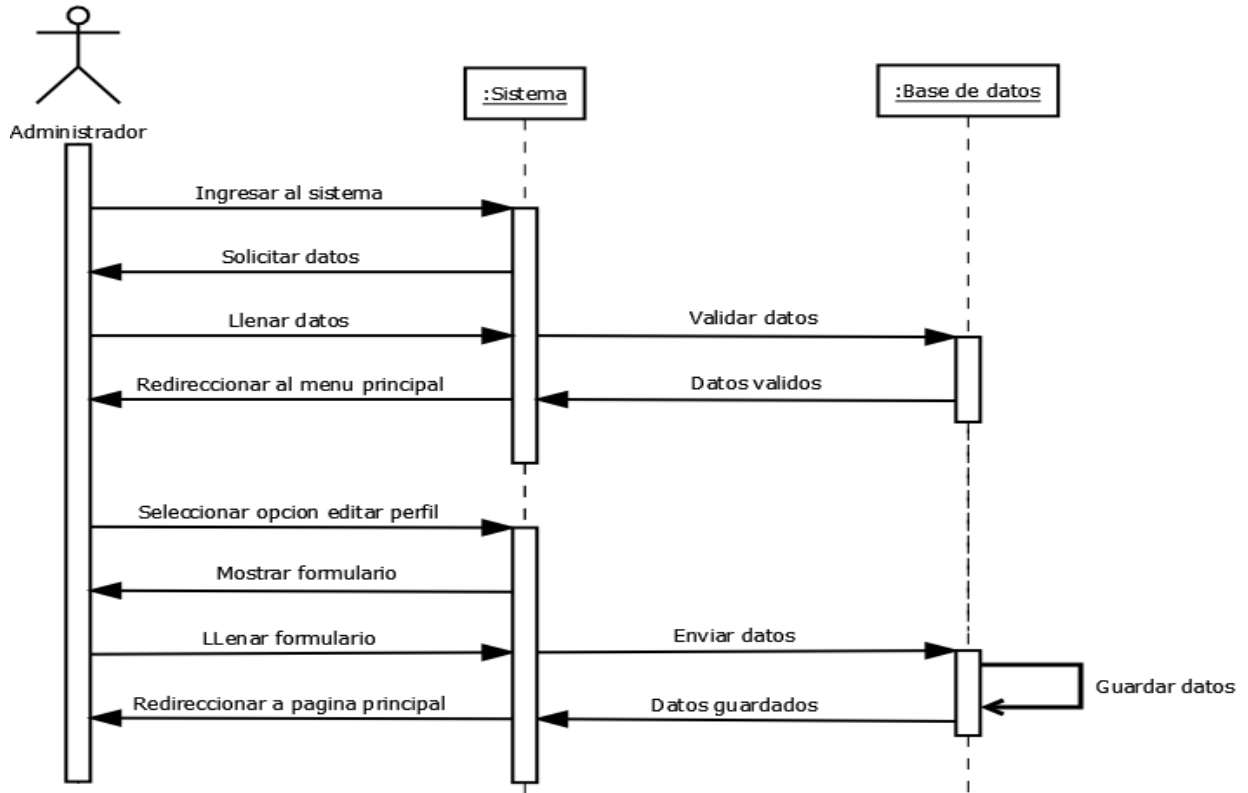 Administrador
:Sistema
:Base de datos
Ingresar al sistema
Solicitar datos
Llenar datos
Validar datos
Redireccionar al menu principal
Datos validos
Seleccionar opcion editar perfil
Mostrar formulario
LLenar formulario
Enviar datos
Guardar datos
Redireccionar a pagina principal
Datos guardados